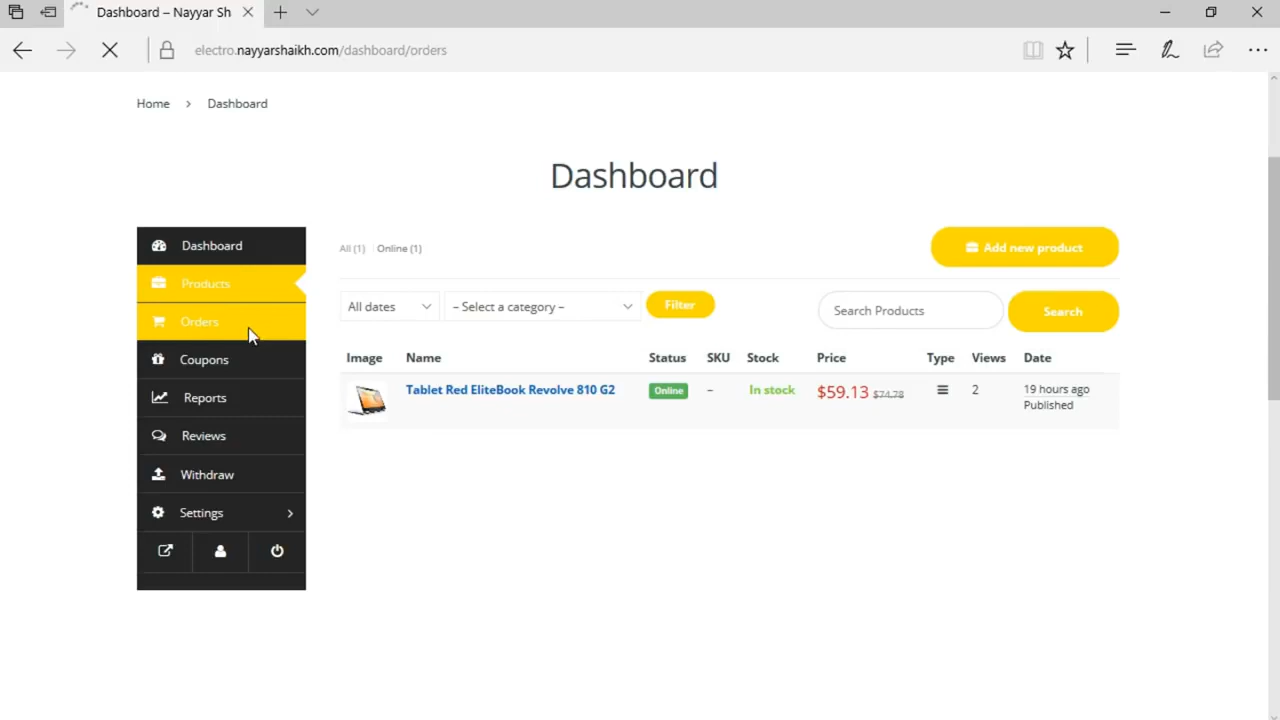 Dashboard – Nayyar Sh
electro.nayyarshaikh.com/dashboard/orders
Home > Dashboard
Dashboard
Dashboard
Products
Orders
Coupons
Reports
Reviews
Withdraw
Settings
All (1) Online (1)
Add new product
All dates – Select a category – Filter Search Products Search
Image Name Status SKU Stock Price Type Views Date
Tablet Red EliteBook Revolve 810 G2 Online – In stock $59.13 $74.78 2 19 hours ago
Published